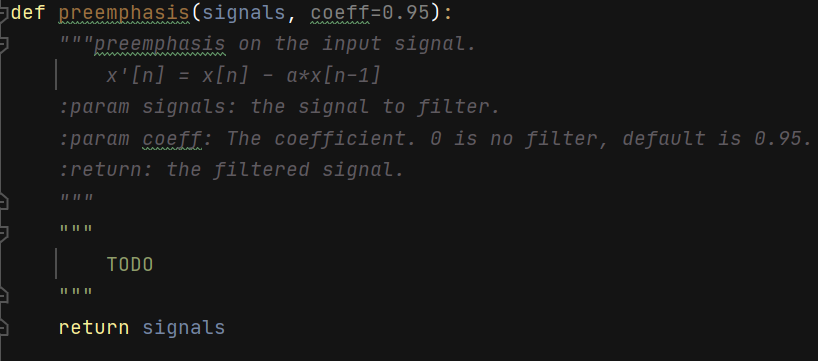 def preemphasis(signals, coeff=0.95):
"""preemphasis on the input signal.
x'[n] = x[n] - a*x[n-1]
:param signals: the signal to filter.
:param coeff: The coefficient. 0 is no filter, default is 0.95.
:return: the filtered signal.
"""
"""
TODO
"""
return signals